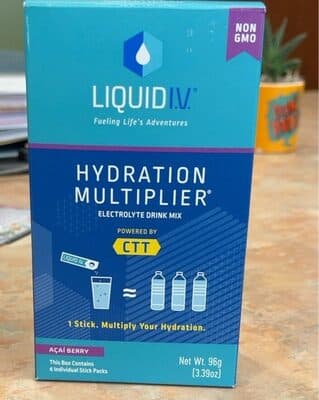 NON
GMO
LIQUID I.V.®
Fueling Life's Adventures
HYDRATION
MULTIPLIER®
ELECTROLYTE DRINK MIX
POWERED BY
CTT
LIQUID I.V.
≈
1 Stick. Multiply Your Hydration.
AÇAÍ BERRY
This Box Contains
6 Individual Stick Packs
Net Wt. 96g
(3.39oz)